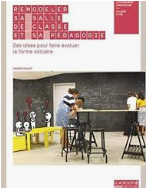 REMODELER
SA SALLE
DE CLASSE
ET SA PÉDAGOGIE
Des idées pour faire évoluer
la forme scolaire
CANOPÉ